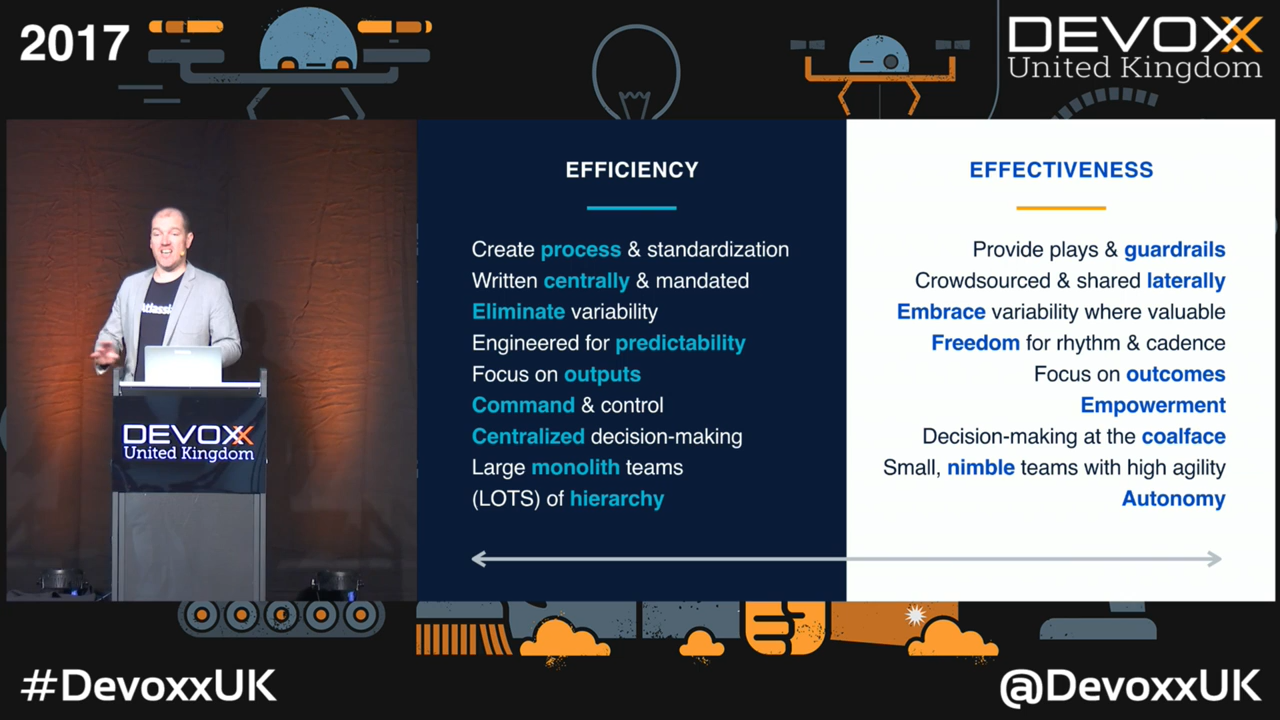 2017
DEVOXX
United Kingdom
EFFICIENCY
Create process & standardization
Written centrally & mandated
Eliminate variability
Engineered for predictability
Focus on outputs
Command & control
Centralized decision-making
Large monolith teams
(LOTS) of hierarchy
EFFECTIVENESS
Provide plays & guardrails
Crowdsourced & shared laterally
Embrace variability where valuable
Freedom for rhythm & cadence
Focus on outcomes
Empowerment
Decision-making at the coalface
Small, nimble teams with high agility
Autonomy
DEVOXX
United Kingdom
#DevoxxUK
@DevoxxUK